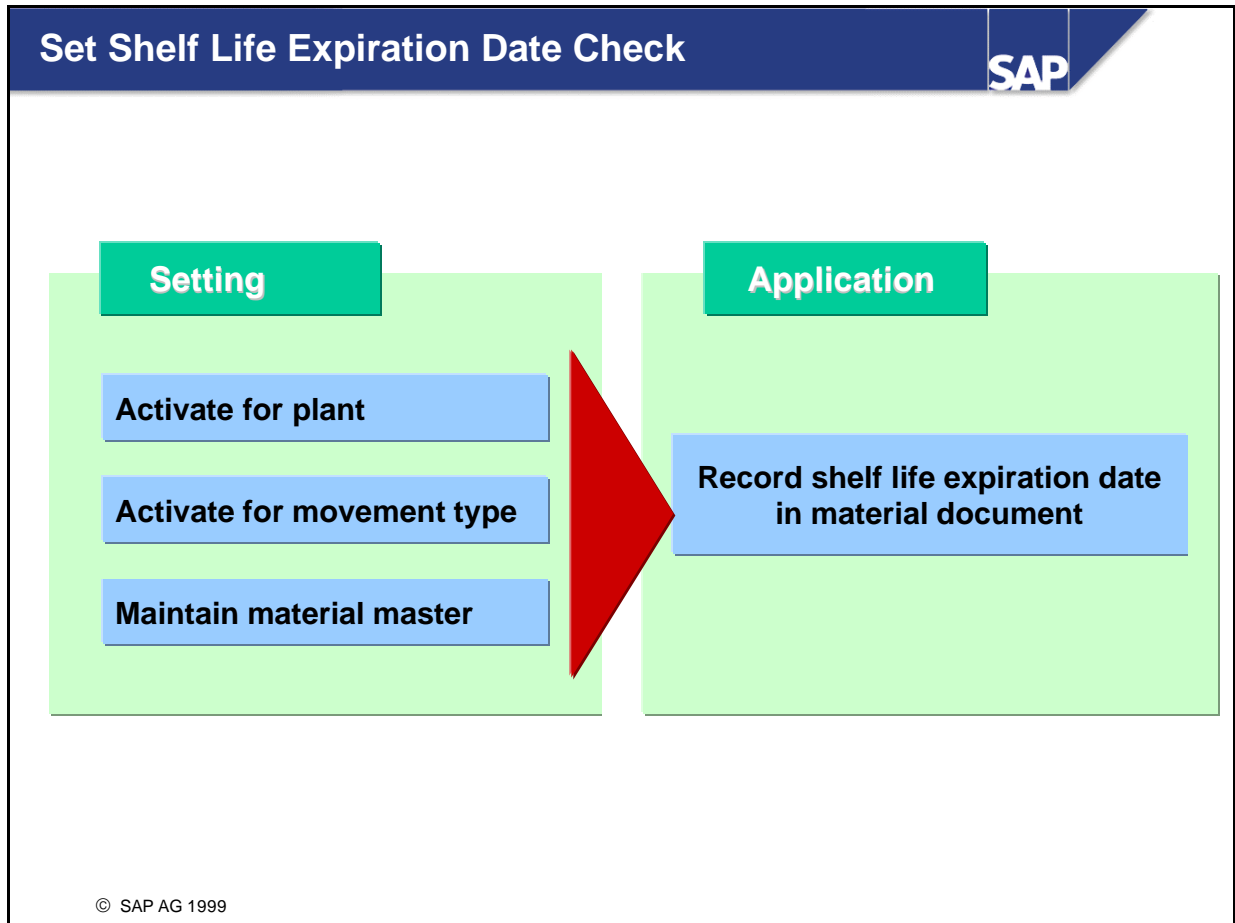 Set Shelf Life Expiration Date Check
SAP
Setting
Activate for plant
Activate for movement type
Maintain material master
Application
Record shelf life expiration date
in material document
© SAP AG 1999